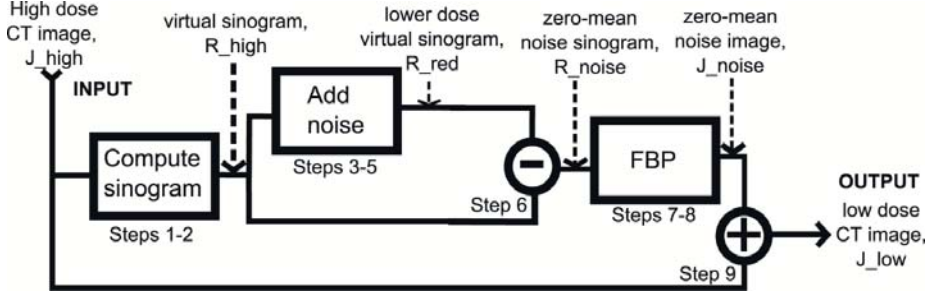 High dose
CT image,
J_high
INPUT
virtual sinogram,
R_high
lower dose
virtual sinogram,
R_red
zero-mean
noise sinogram,
R_noise
zero-mean
noise image,
J_noise
Compute
sinogram
Steps 1-2
Add
noise
Steps 3-5
−
Step 6
FBP
Steps 7-8
+
Step 9
OUTPUT
low dose
CT image,
J_low